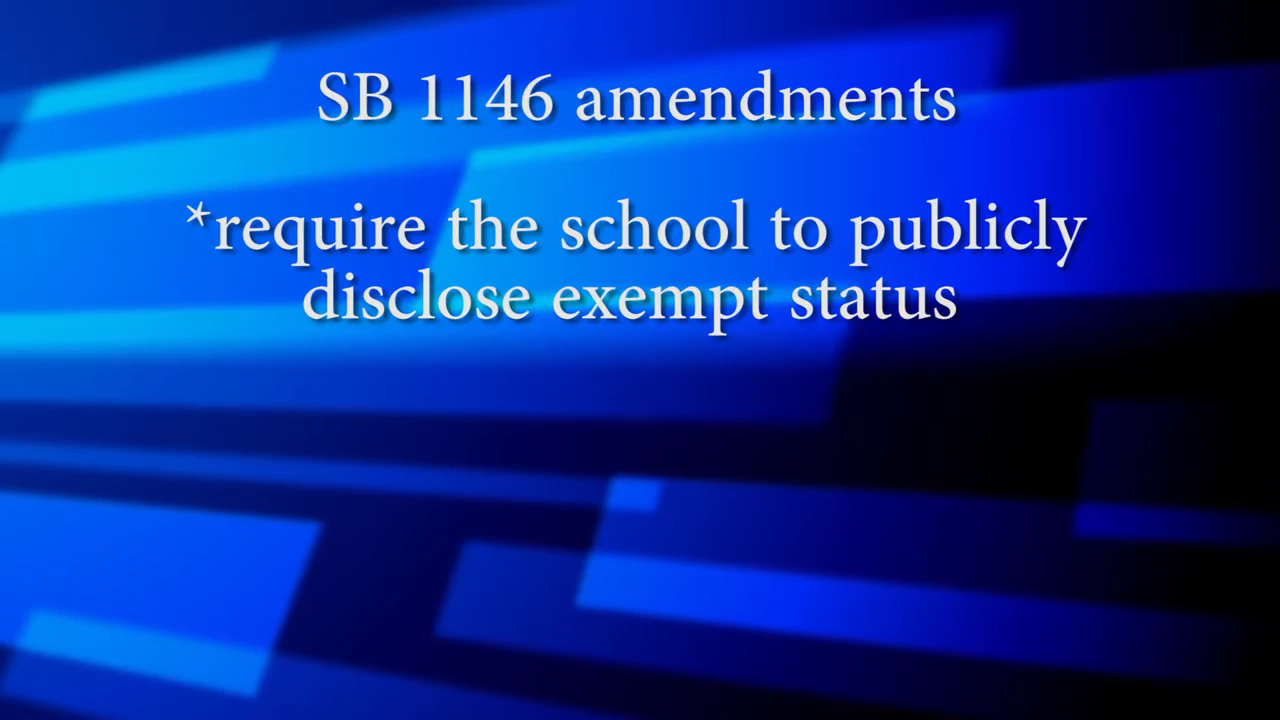 SB 1146 amendments
*require the school to publicly
disclose exempt status